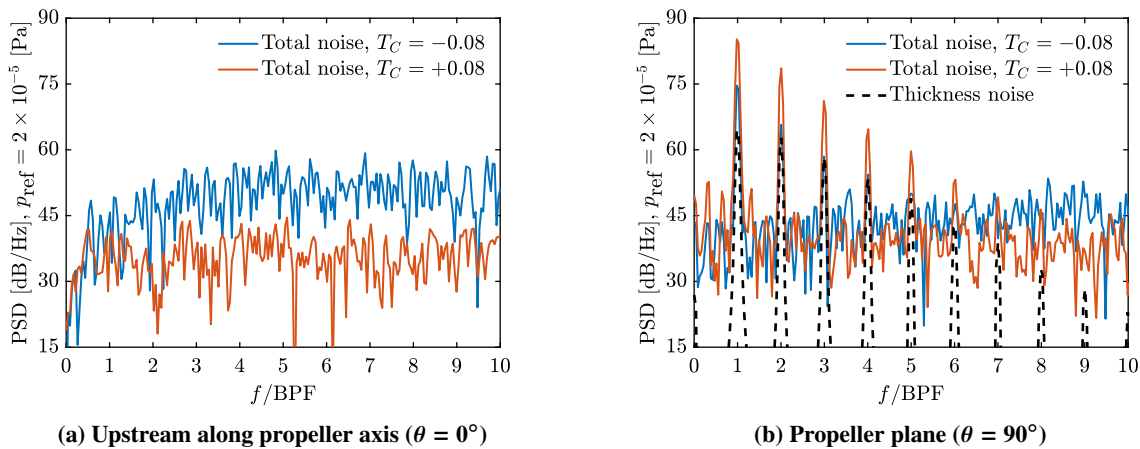 90
75
60
45
30
15
PSD [dB/Hz], p_ref = 2 × 10^−5 [Pa]
Total noise, T_C = −0.08
Total noise, T_C = +0.08
0 1 2 3 4 5 6 7 8 9 10
f/BPF
(a) Upstream along propeller axis (θ = 0°)
90
75
60
45
30
15
PSD [dB/Hz], p_ref = 2 × 10^−5 [Pa]
Total noise, T_C = −0.08
Total noise, T_C = +0.08
Thickness noise
0 1 2 3 4 5 6 7 8 9 10
f/BPF
(b) Propeller plane (θ = 90°)